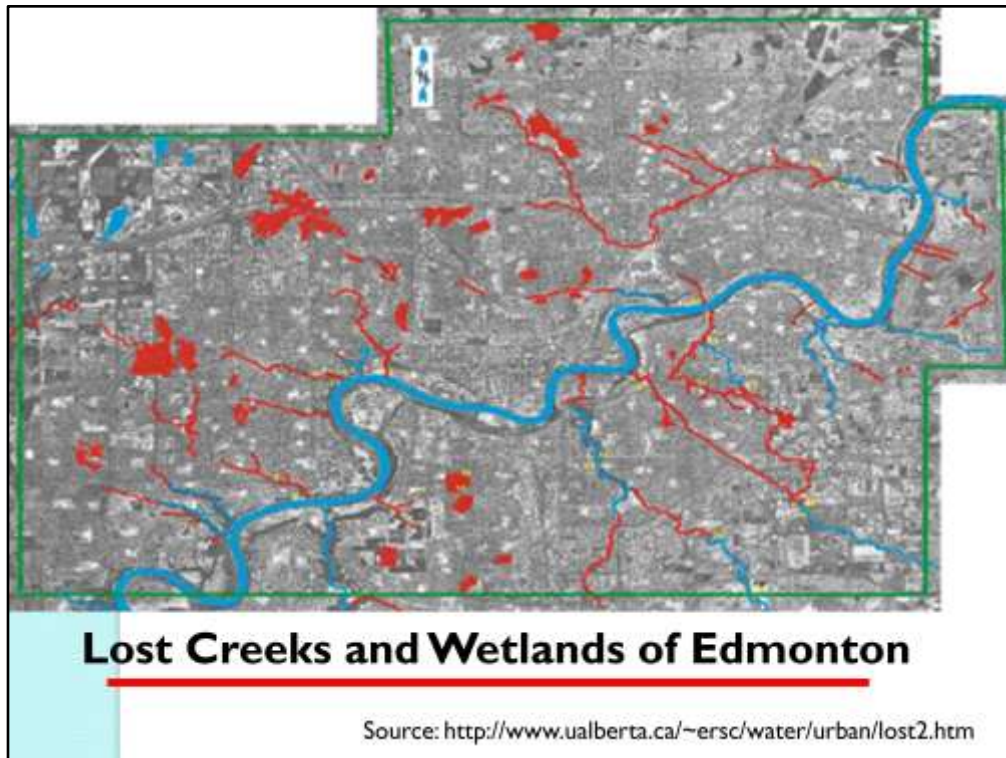 Lost Creeks and Wetlands of Edmonton
Source: http://www.ualberta.ca/~ersc/water/urban/lost2.htm